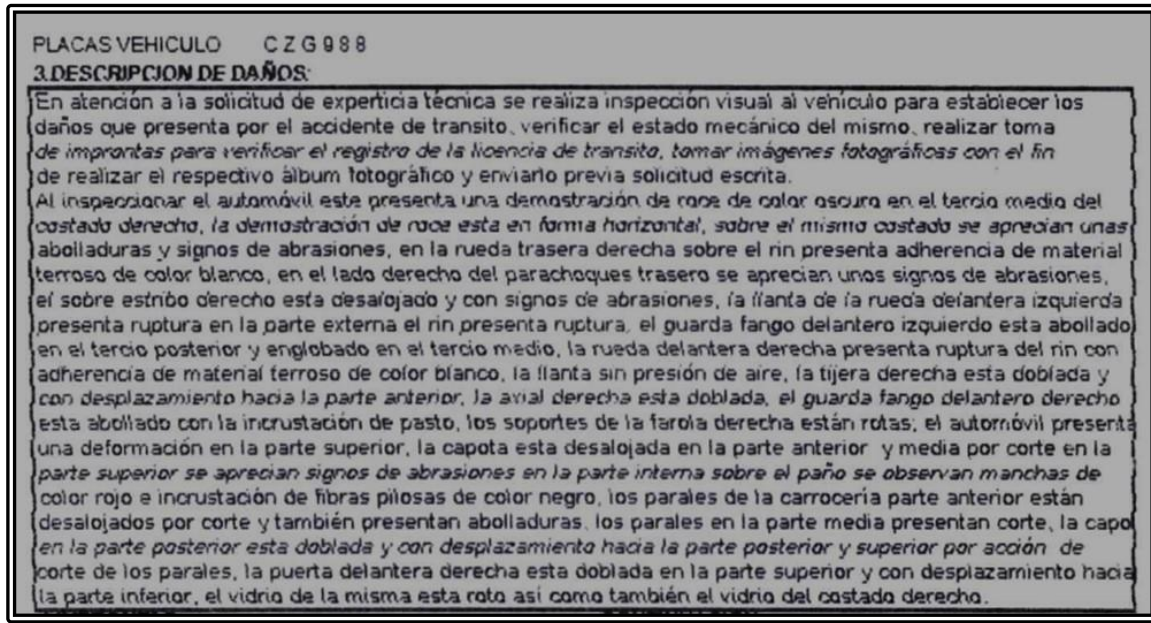 PLACAS VEHICULO CZG988
3.DESCRIPCION DE DAÑOS:
En atención a la solicitud de experticia técnica se realiza inspección visual al vehículo para establecer los
daños que presenta por el accidente de transito, verificar el estado mecánico del mismo, realizar toma
de improntas para verificar el registro de la licencia de transito, tomar imágenes fotográficas con el fin
de realizar el respectivo álbum fotográfico y enviarlo previa solicitud escrita.
Al inspeccionar el automóvil este presenta una demostración de roce de color oscuro en el tercio medio del
costado derecho, la demostración de roce esta en forma horizontal, sobre el mismo costado se aprecian unas
abolladuras y signos de abrasiones, en la rueda trasera derecha sobre el rin presenta adherencia de material
terroso de color blanco, en el lado derecho del parachoques trasero se aprecian unos signos de abrasiones,
el sobre estribo derecho esta desalojado y con signos de abrasiones, la llanta de la rueda delantera izquierda
presenta ruptura en la parte externa el rin presenta ruptura, el guarda fango delantero izquierdo esta abollado
en el tercio posterior y englobado en el tercio medio, la rueda delantera derecha presenta ruptura del rin con
adherencia de material terroso de color blanco, la llanta sin presión de aire, la tijera derecha esta doblada y
con desplazamiento hacia la parte anterior, la axial derecha esta doblada, el guarda fango delantero derecho
esta abollado con la incrustación de pasto, los soportes de la farola derecha están rotas; el automóvil presenta
una deformación en la parte superior, la capota esta desalojada en la parte anterior y media por corte en la
parte superior se aprecian signos de abrasiones en la parte interna sobre el paño se observan manchas de
color rojo e incrustación de fibras pilosas de color negro, los parales de la carrocería parte anterior están
desalojados por corte y también presentan abolladuras, los parales en la parte media presentan corte, la capo
en la parte posterior esta doblada y con desplazamiento hacia la parte posterior y superior por acción de
corte de los parales, la puerta delantera derecha esta doblada en la parte superior y con desplazamiento hacia
la parte inferior, el vidrio de la misma esta roto así como también el vidrio del costado derecho.